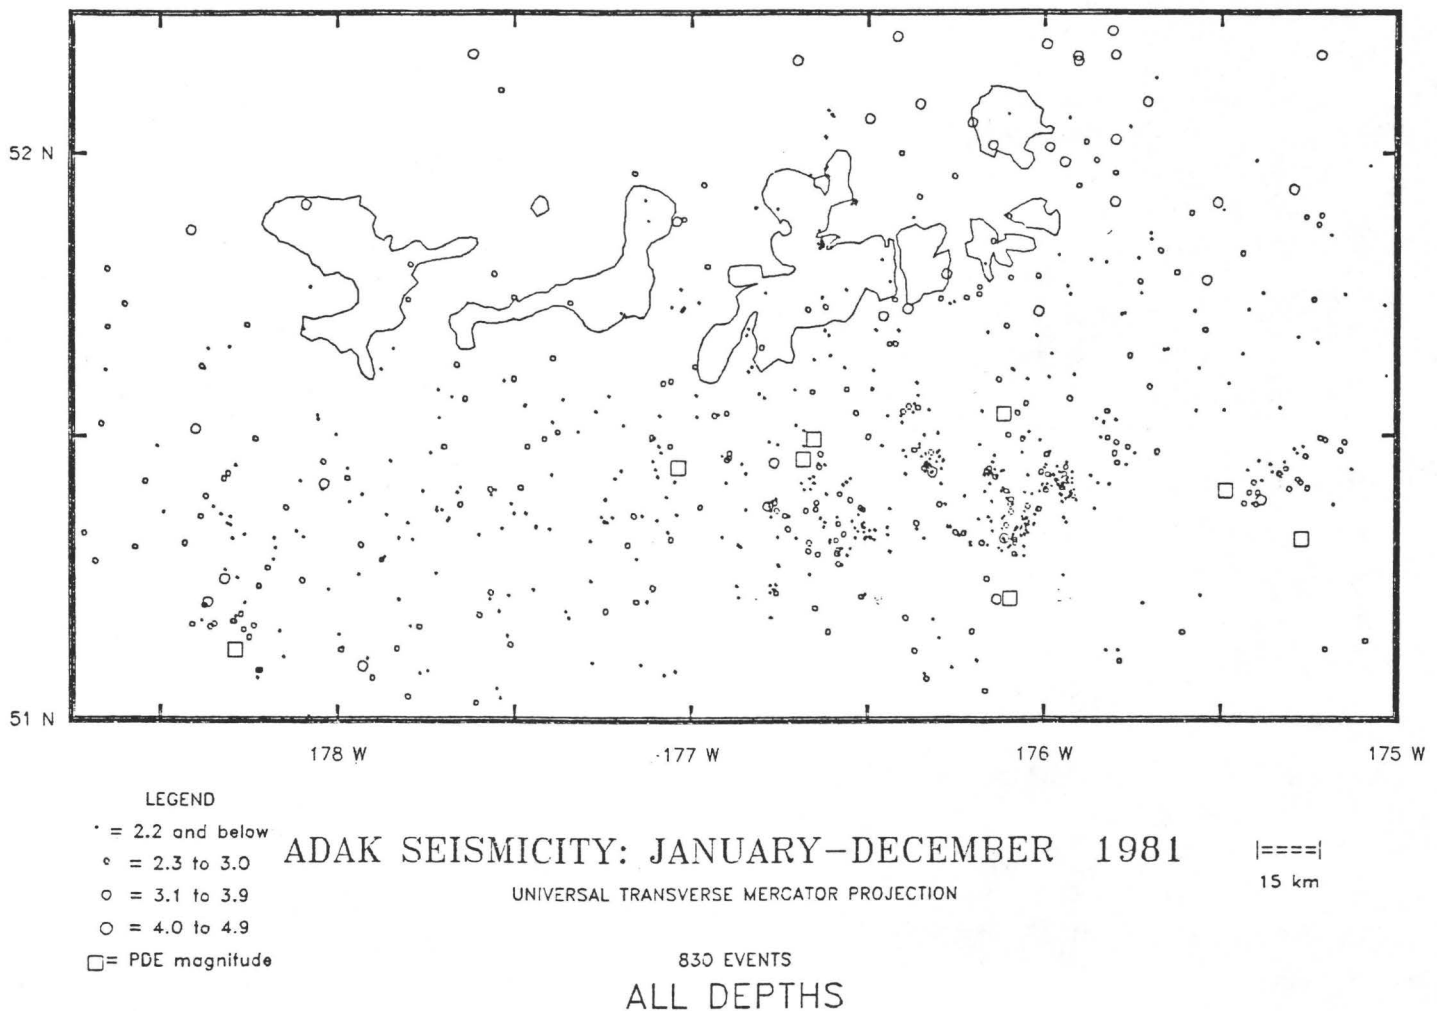 52 N
51 N
178 W
177 W
176 W
175 W
LEGEND
· = 2.2 and below
o = 2.3 to 3.0
o = 3.1 to 3.9
o = 4.0 to 4.9
□= PDE magnitude
ADAK SEISMICITY: JANUARY-DECEMBER 1981
UNIVERSAL TRANSVERSE MERCATOR PROJECTION
|====|
15 km
830 EVENTS
ALL DEPTHS